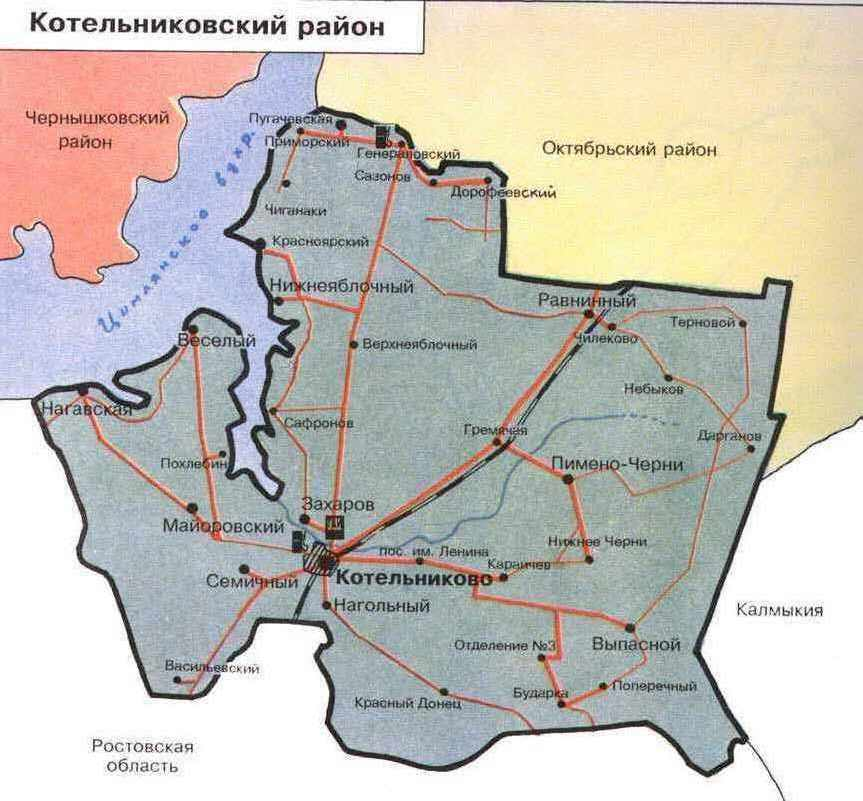 Котельниковский район
Чернышковский
район
Цимлянское вдхр.
Октябрьский район
Пугачевская
Приморский
Генераловский
Сазонов
Дорофеевский
Чиганаки
Красноярский
Нижнеяблочный
Равнинный
Терновой
Чилеково
Веселый
Верхнеяблочный
Небыков
Нагавская
Сафронов
Гремячая
Дарганов
Похлебин
Пимено-Черни
Захаров
Майоровский
Нижнее Черни
пос. им. Ленина
Караичев
Семичный
Котельниково
Нагольный
Калмыкия
Отделение №3
Выпасной
Васильевский
Красный Донец
Бударка
Поперечный
Ростовская
область